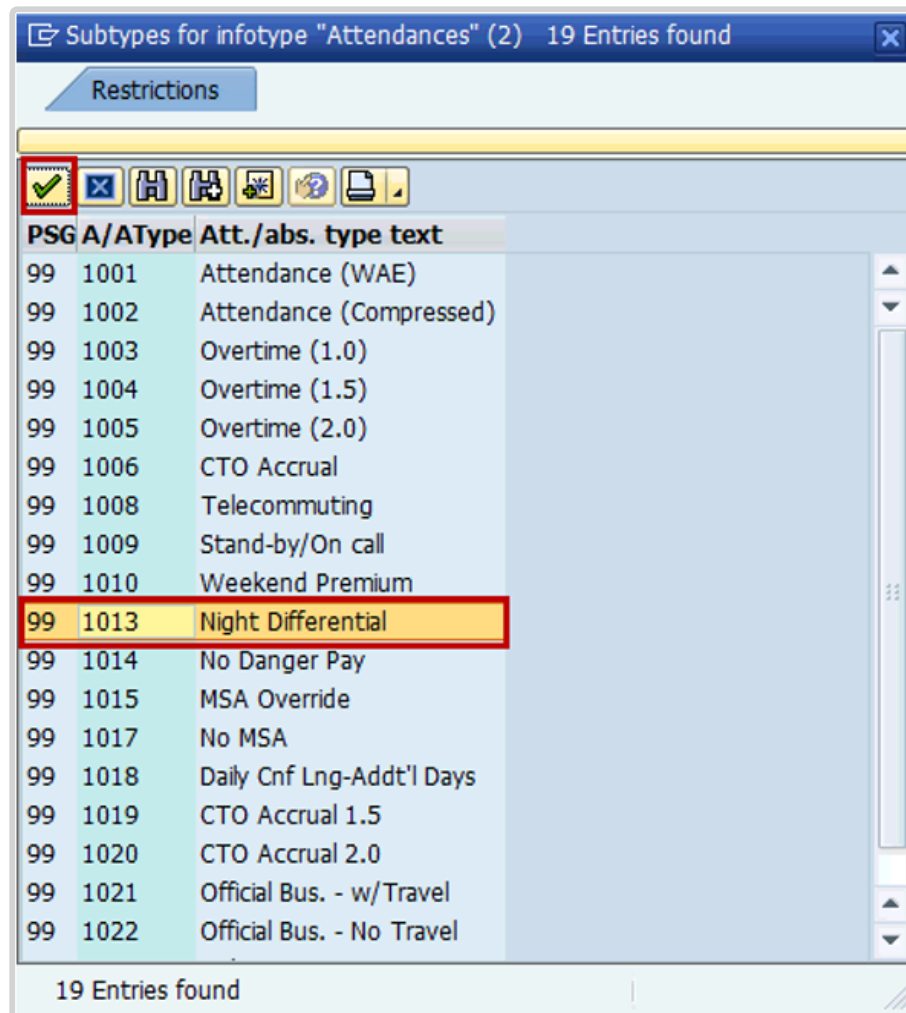 Subtypes for infotype "Attendances" (2) 19 Entries found
Restrictions
PSG A/AType Att./abs. type text
99 1001 Attendance (WAE)
99 1002 Attendance (Compressed)
99 1003 Overtime (1.0)
99 1004 Overtime (1.5)
99 1005 Overtime (2.0)
99 1006 CTO Accrual
99 1008 Telecommuting
99 1009 Stand-by/On call
99 1010 Weekend Premium
99 1013 Night Differential
99 1014 No Danger Pay
99 1015 MSA Override
99 1017 No MSA
99 1018 Daily Cnf Lng-Addt'l Days
99 1019 CTO Accrual 1.5
99 1020 CTO Accrual 2.0
99 1021 Official Bus. - w/Travel
99 1022 Official Bus. - No Travel
19 Entries found